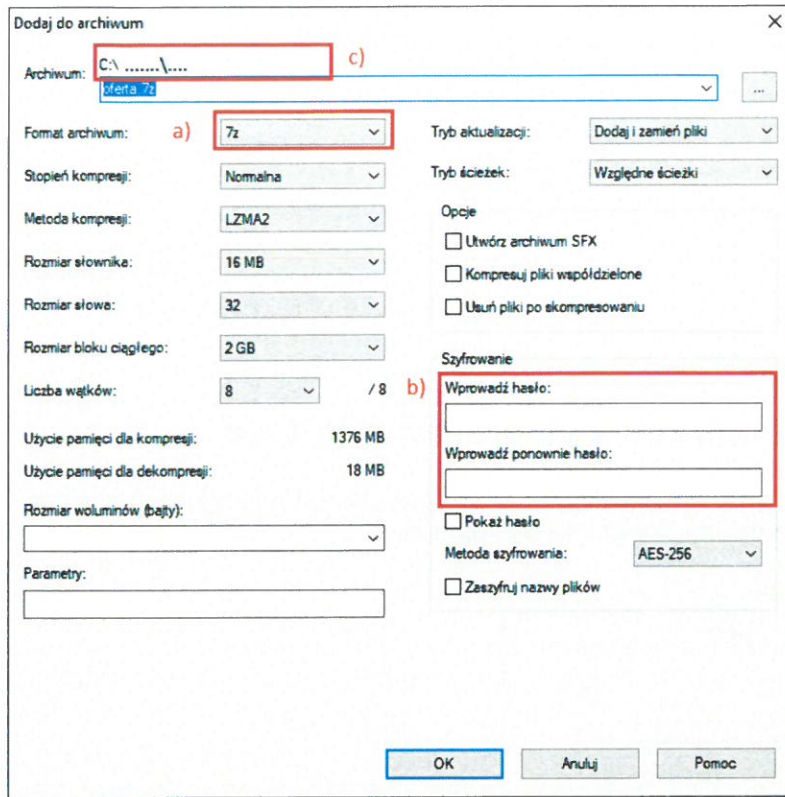 Dodaj do archiwum
Archiwum: C:\ .......\.... c)
oferta.7z ...
Format archiwum: a) 7z
Stopień kompresji: Normalna
Metoda kompresji: LZMA2
Rozmiar słownika: 16 MB
Rozmiar słowa: 32
Rozmiar bloku ciągłego: 2 GB
Liczba wątków: 8 / 8
Użycie pamięci dla kompresji: 1376 MB
Użycie pamięci dla dekompresji: 18 MB
Rozmiar woluminów (bajty):
Parametry:
Tryb aktualizacji: Dodaj i zamień pliki
Tryb ścieżek: Względne ścieżki
Opcje
Utwórz archiwum SFX
Kompresuj pliki współdzielone
Usuń pliki po skompresowaniu
Szyfrowanie
b) Wprowadź hasło:
Wprowadź ponownie hasło:
Pokaż hasło
Metoda szyfrowania: AES-256
Zaszyfruj nazwy plików
OK Anuluj Pomoc